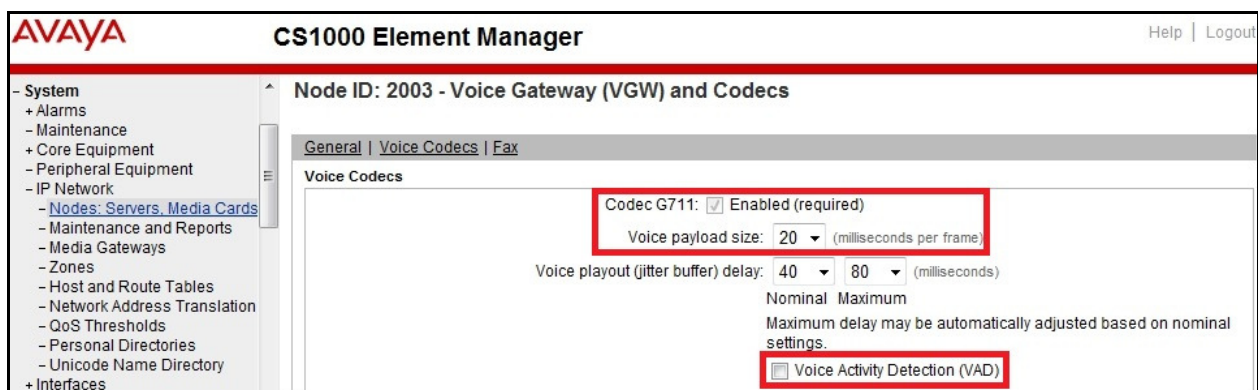 AVAYA
CS1000 Element Manager
Help | Logout
- System
+ Alarms
- Maintenance
+ Core Equipment
- Peripheral Equipment
- IP Network
- Nodes: Servers, Media Cards
- Maintenance and Reports
- Media Gateways
- Zones
- Host and Route Tables
- Network Address Translation
- QoS Thresholds
- Personal Directories
- Unicode Name Directory
+ Interfaces
Node ID: 2003 - Voice Gateway (VGW) and Codecs
General | Voice Codecs | Fax
Voice Codecs
Codec G711: Enabled (required)
Voice payload size: 20 (milliseconds per frame)
Voice playout (jitter buffer) delay: 40 80 (milliseconds)
Nominal Maximum
Maximum delay may be automatically adjusted based on nominal
settings.
Voice Activity Detection (VAD)